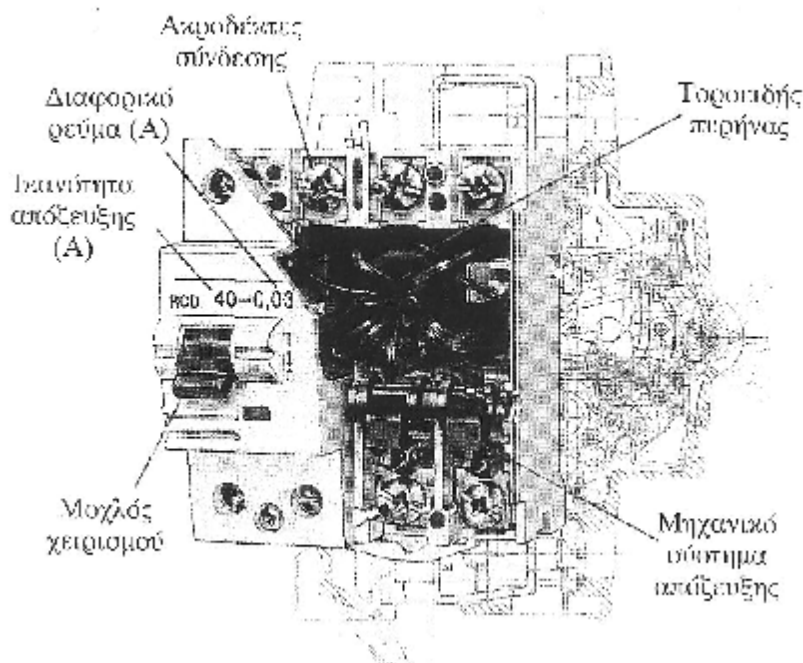 Ακροδέκτες
σύνδεσης
Διαφορικό
ρεύμα (A)
Ικανότητα
απόζευξης
(A)
Τοροειδής
πυρήνας
RCD 40-0,03
Μοχλός
χειρισμού
Μηχανικό
σύστημα
απόζευξης